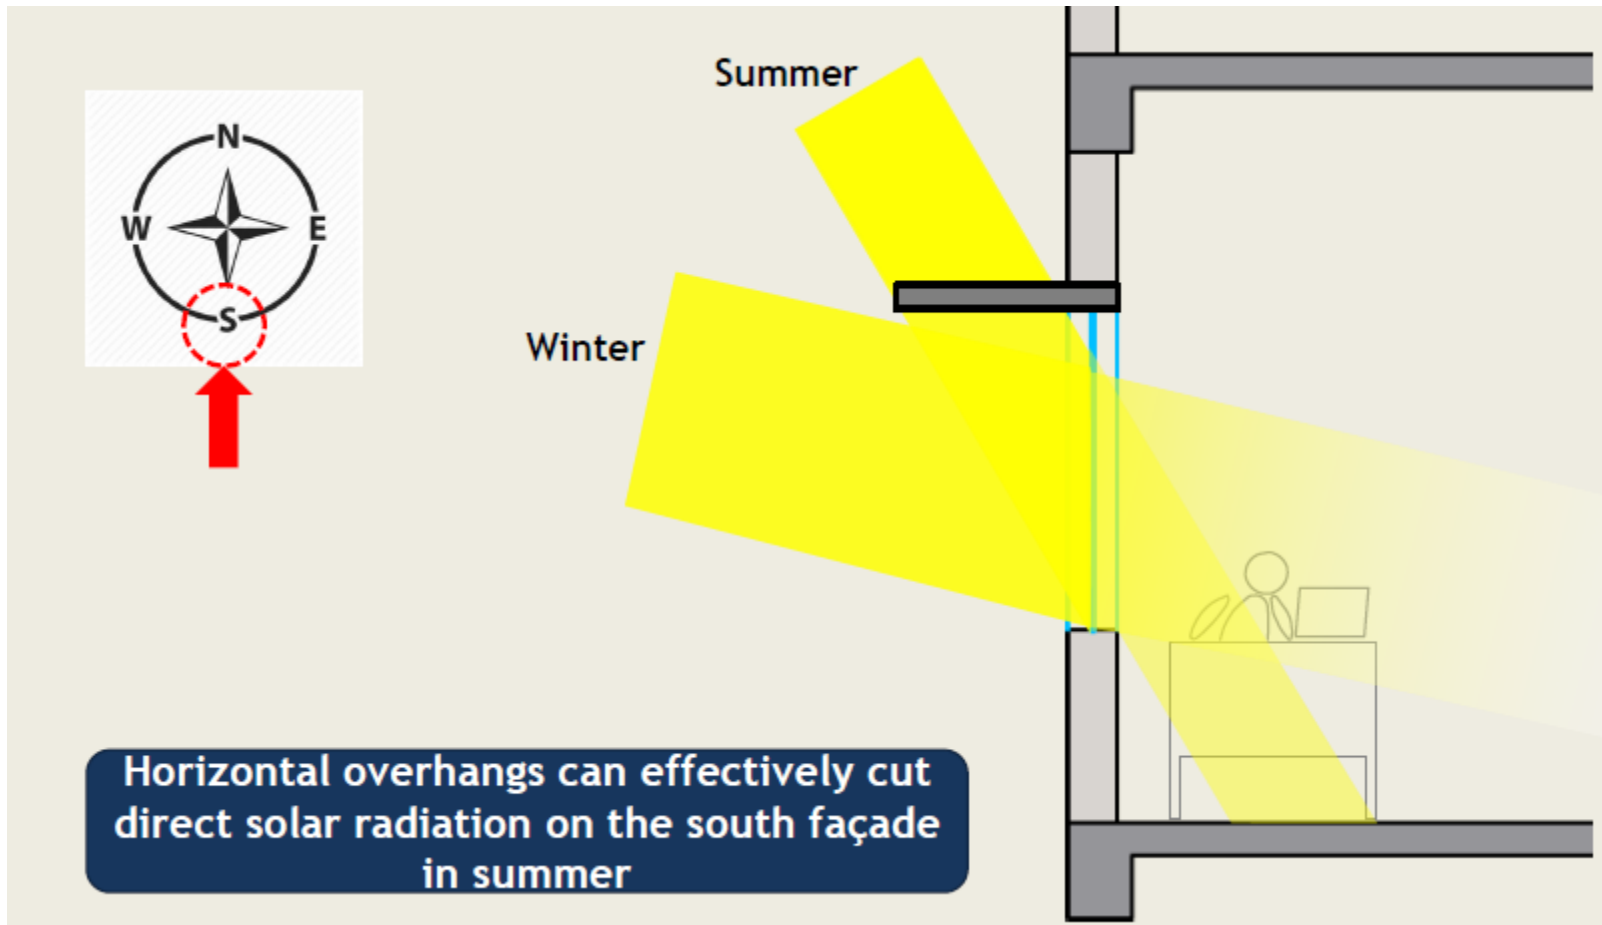 Summer
N
W
E
S
Winter
Horizontal overhangs can effectively cut
direct solar radiation on the south façade
in summer